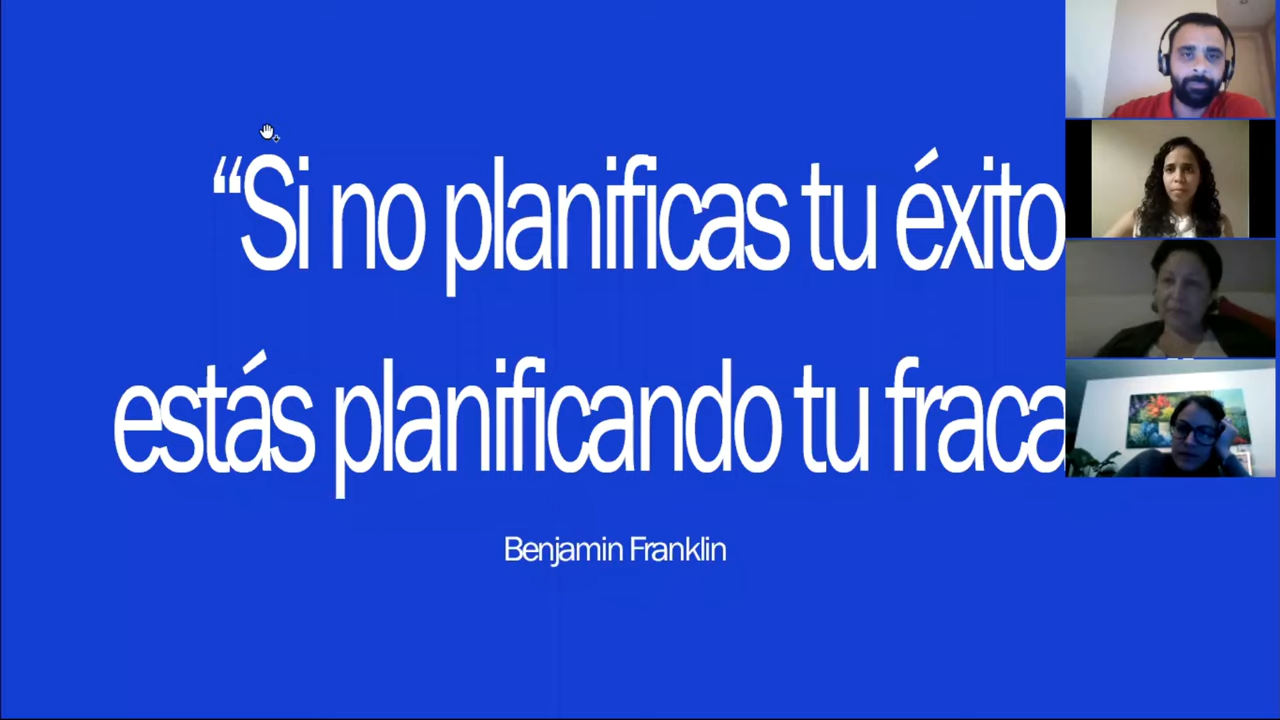 “Si no planificas tu éxito
estás planificando tu fraca
Benjamin Franklin